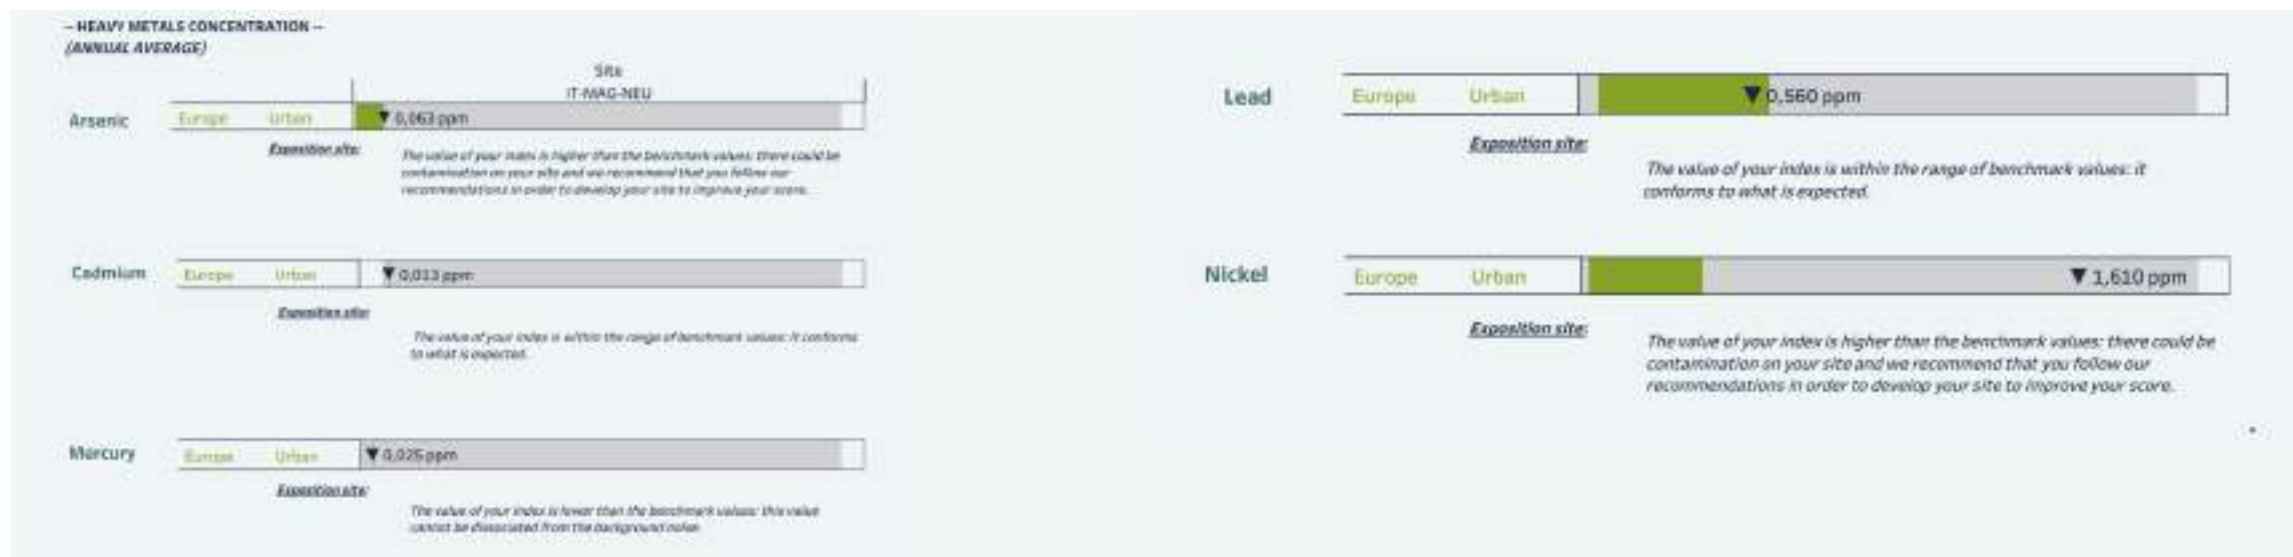 -- HEAVY METALS CONCENTRATION --
(ANNUAL AVERAGE)
Site
IT-MAG-NEU
Arsenic Europe Urban 0,063 ppm
Exposition site:
The value of your index is higher than the benchmark values: there could be
contamination on your site and we recommend that you follow our
recommendations in order to develop your site to improve your score.
Cadmium Europe Urban 0,013 ppm
Exposition site:
The value of your index is within the range of benchmark values: it conforms
to what is expected.
Mercury Europe Urban 0,025 ppm
Exposition site:
The value of your index is lower than the benchmark values: this value
cannot be dissociated from the background noise.
Lead Europe Urban 0,560 ppm
Exposition site:
The value of your index is within the range of benchmark values: it
conforms to what is expected.
Nickel Europe Urban 1,610 ppm
Exposition site:
The value of your index is higher than the benchmark values: there could be
contamination on your site and we recommend that you follow our
recommendations in order to develop your site to improve your score.